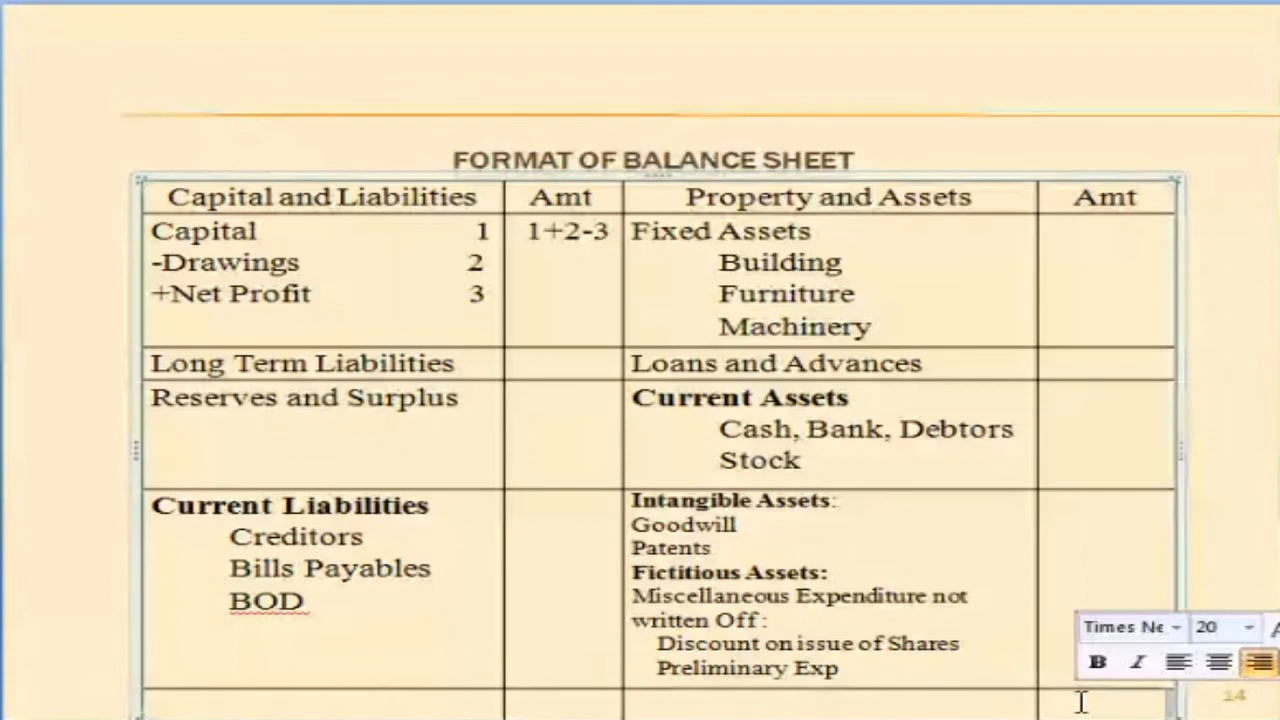 FORMAT OF BALANCE SHEET
Capital and Liabilities Amt Property and Assets Amt
Capital 1 1+2-3 Fixed Assets
-Drawings 2 Building
+Net Profit 3 Furniture
Machinery
Long Term Liabilities Loans and Advances
Reserves and Surplus Current Assets
Cash, Bank, Debtors
Stock
Current Liabilities
Creditors
Bills Payables
BOD
Intangible Assets:
Goodwill
Patents
Fictitious Assets:
Miscellaneous Expenditure not
written Off:
Discount on issue of Shares
Preliminary Exp
Times Ne 20
B I
14